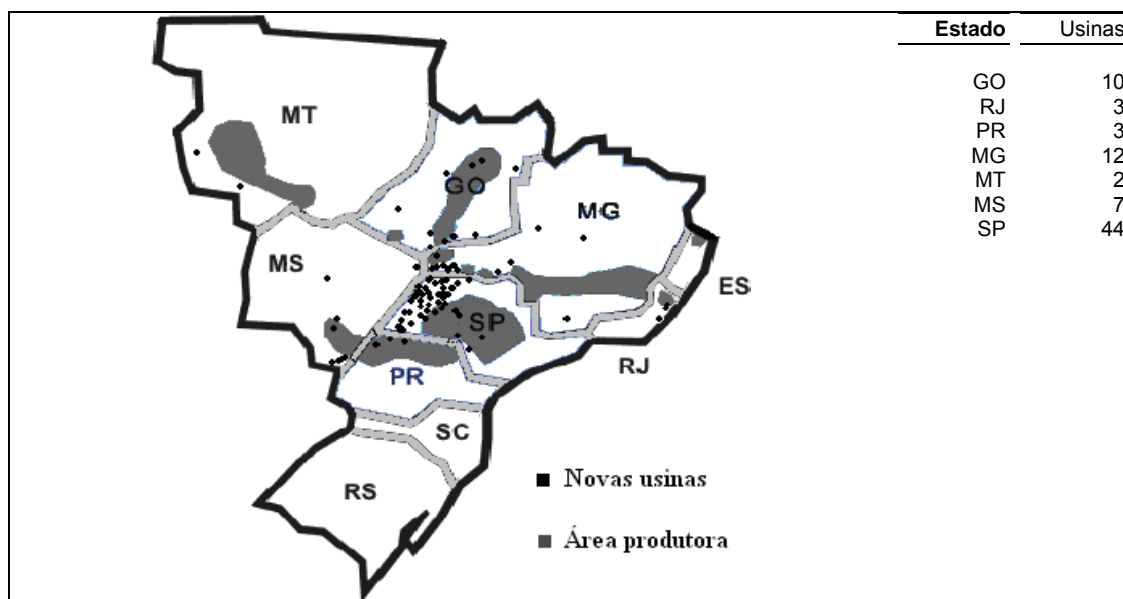 Estado Usinas
GO 10
RJ 3
PR 3
MG 12
MT 2
MS 7
SP 44
MT
GO
MG
MS
ES
SP
RJ
PR
SC
RS
Novas usinas
Área produtora